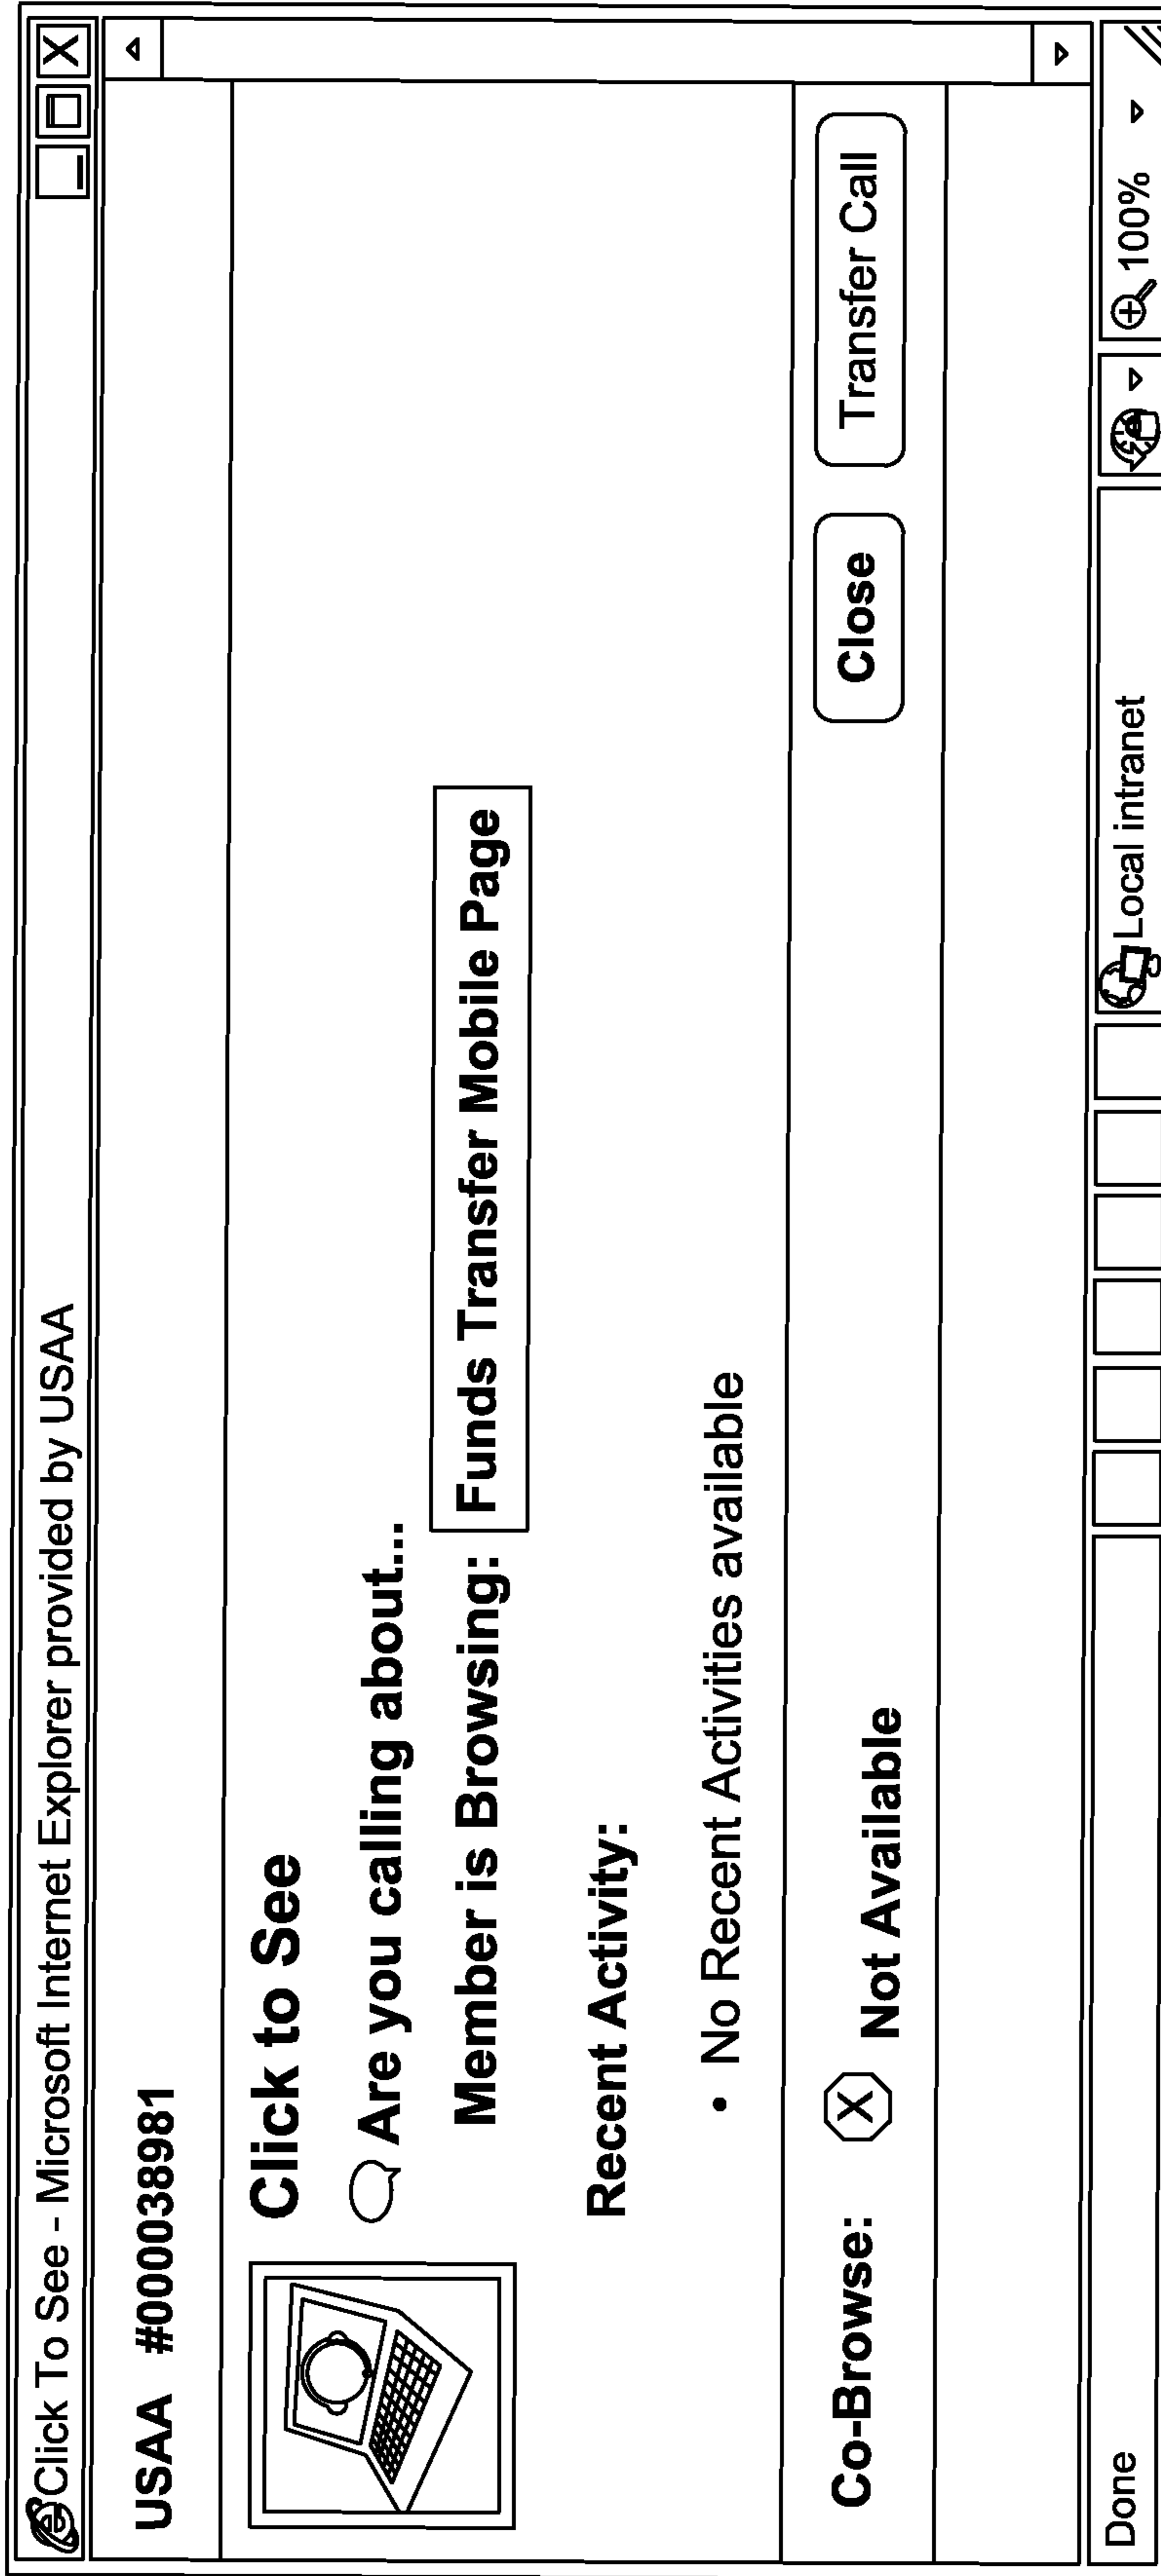 Click To See - Microsoft Internet Explorer provided by USAA
USAA #00038981
Click to See
Are you calling about...
Member is Browsing: Funds Transfer Mobile Page
Recent Activity:
• No Recent Activities available
Co-Browse: X Not Available Close Transfer Call
Done Local intranet 100%